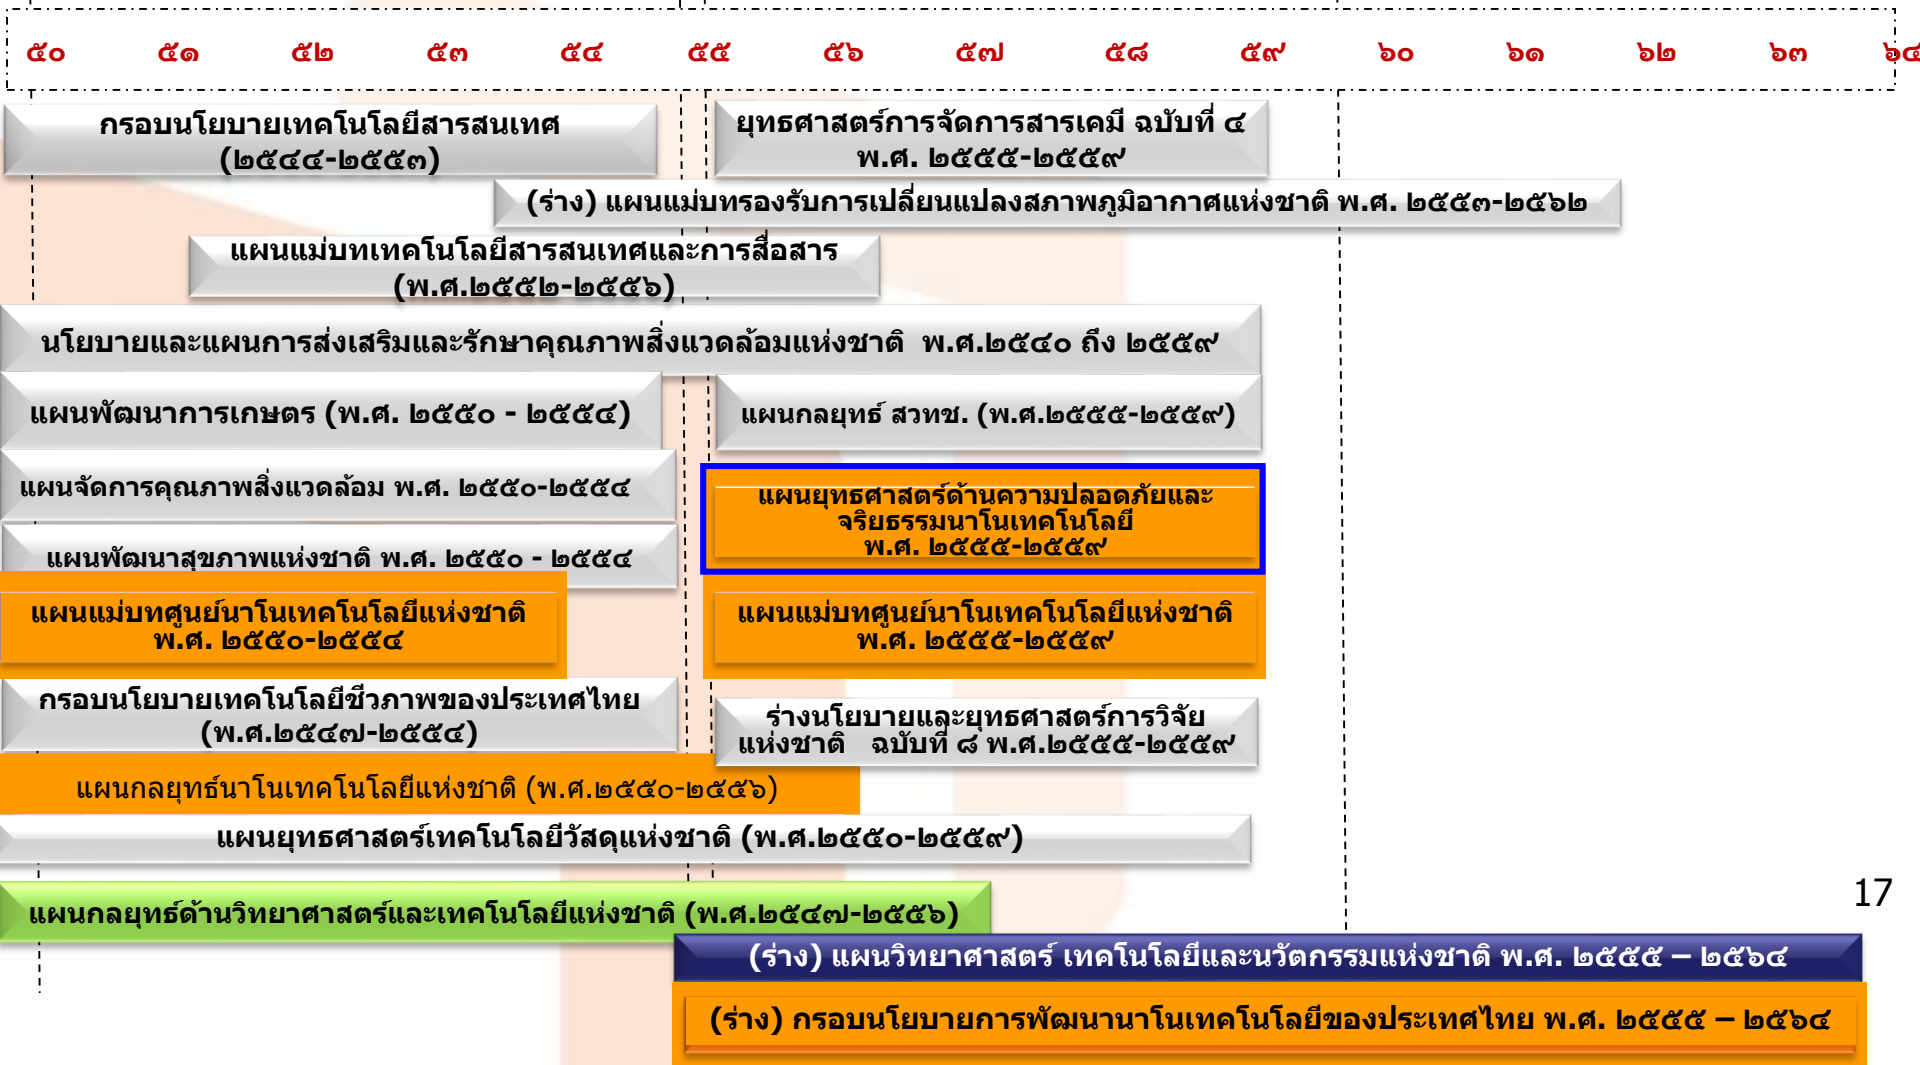 ๕๐ ๕๑ ๕๒ ๕๓ ๕๔ ๕๕ ๕๖ ๕๗ ๕๘ ๕๙ ๖๐ ๖๑ ๖๒ ๖๓ ๖๔
กรอบนโยบายเทคโนโลยีสารสนเทศ
(๒๕๔๔-๒๕๕๓)
ยุทธศาสตร์การจัดการสารเคมี ฉบับที่ ๔
พ.ศ. ๒๕๕๕-๒๕๕๙
(ร่าง) แผนแม่บทรองรับการเปลี่ยนแปลงสภาพภูมิอากาศแห่งชาติ พ.ศ. ๒๕๕๓-๒๕๖๒
แผนแม่บทเทคโนโลยีสารสนเทศและการสื่อสาร
(พ.ศ.๒๕๕๒-๒๕๕๖)
นโยบายและแผนการส่งเสริมและรักษาคุณภาพสิ่งแวดล้อมแห่งชาติ พ.ศ.๒๕๔๐ ถึง ๒๕๕๙
แผนพัฒนาการเกษตร (พ.ศ. ๒๕๕๐ - ๒๕๕๔)
แผนกลยุทธ์ สวทช. (พ.ศ.๒๕๕๕-๒๕๕๙)
แผนจัดการคุณภาพสิ่งแวดล้อม พ.ศ. ๒๕๕๐-๒๕๕๔
แผนยุทธศาสตร์ด้านความปลอดภัยและ
จริยธรรมนาโนเทคโนโลยี
พ.ศ. ๒๕๕๕-๒๕๕๙
แผนพัฒนาสุขภาพแห่งชาติ พ.ศ. ๒๕๕๐ - ๒๕๕๔
แผนแม่บทศูนย์นาโนเทคโนโลยีแห่งชาติ
พ.ศ. ๒๕๕๐-๒๕๕๔
แผนแม่บทศูนย์นาโนเทคโนโลยีแห่งชาติ
พ.ศ. ๒๕๕๕-๒๕๕๙
กรอบนโยบายเทคโนโลยีชีวภาพของประเทศไทย
(พ.ศ.๒๕๔๗-๒๕๕๔)
ร่างนโยบายและยุทธศาสตร์การวิจัย
แห่งชาติ ฉบับที่ ๘ พ.ศ.๒๕๕๕-๒๕๕๙
แผนกลยุทธ์นาโนเทคโนโลยีแห่งชาติ (พ.ศ.๒๕๕๐-๒๕๕๖)
แผนยุทธศาสตร์เทคโนโลยีวัสดุแห่งชาติ (พ.ศ.๒๕๕๐-๒๕๕๙)
17
แผนกลยุทธ์ด้านวิทยาศาสตร์และเทคโนโลยีแห่งชาติ (พ.ศ.๒๕๔๗-๒๕๕๖)
(ร่าง) แผนวิทยาศาสตร์ เทคโนโลยีและนวัตกรรมแห่งชาติ พ.ศ. ๒๕๕๕ – ๒๕๖๔
(ร่าง) กรอบนโยบายการพัฒนานาโนเทคโนโลยีของประเทศไทย พ.ศ. ๒๕๕๕ – ๒๕๖๔